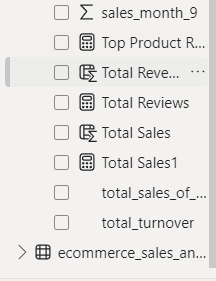 sales_month_9
Top Product R...
Total Reve... ...
Total Reviews
Total Sales
Total Sales1
total_sales_of_...
total_turnover
ecommerce_sales_an...